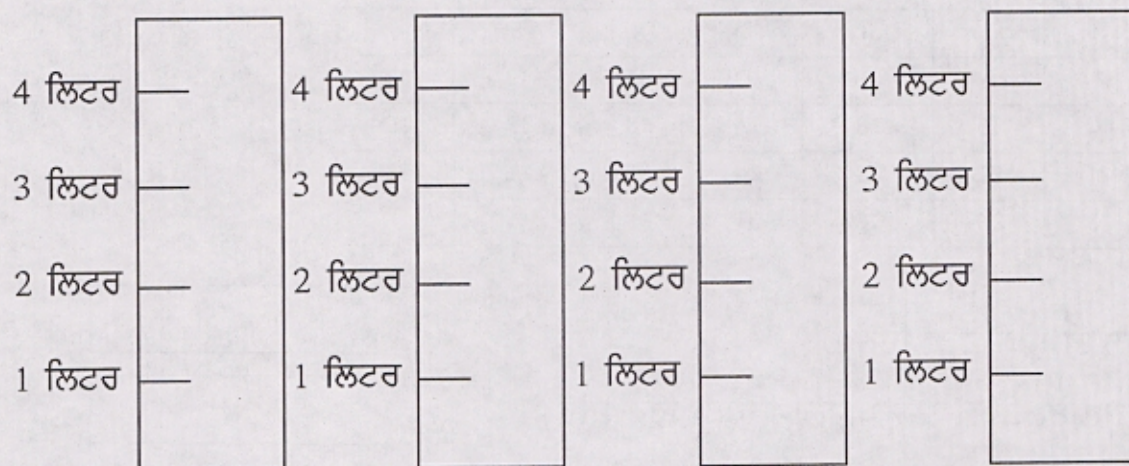 4 ਲਿਟਰ 4 ਲਿਟਰ 4 ਲਿਟਰ 4 ਲਿਟਰ
3 ਲਿਟਰ 3 ਲਿਟਰ 3 ਲਿਟਰ 3 ਲਿਟਰ
2 ਲਿਟਰ 2 ਲਿਟਰ 2 ਲਿਟਰ 2 ਲਿਟਰ
1 ਲਿਟਰ 1 ਲਿਟਰ 1 ਲਿਟਰ 1 ਲਿਟਰ